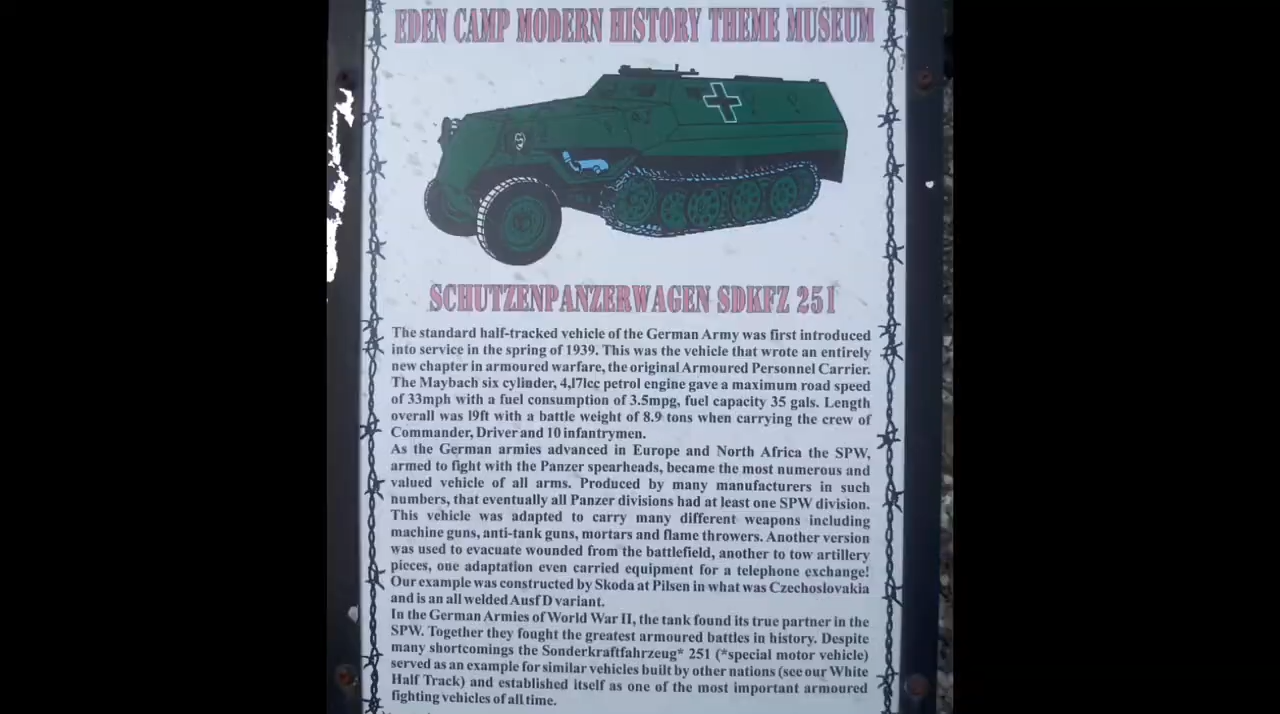 EDEN CAMP MODERN HISTORY THEME MUSEUM
SCHUTZENPANZERWAGEN SDKFZ 251
The standard half-tracked vehicle of the German Army was first introduced
into service in the spring of 1939. This was the vehicle that wrote an entirely
new chapter in armoured warfare, the original Armoured Personnel Carrier.
The Maybach six cylinder, 4,171cc petrol engine gave a maximum road speed
of 33mph with a fuel consumption of 3.5mpg, fuel capacity 35 gals. Length
overall was 19ft with a battle weight of 8.9 tons when carrying the crew of
Commander, Driver and 10 infantrymen.
As the German armies advanced in Europe and North Africa the SPW,
armed to fight with the Panzer spearheads, became the most numerous and
valued vehicle of all arms. Produced by many manufacturers in such
numbers, that eventually all Panzer divisions had at least one SPW division.
This vehicle was adapted to carry many different weapons including
machine guns, anti-tank guns, mortars and flame throwers. Another version
was used to evacuate wounded from the battlefield, another to tow artillery
pieces, one adaptation even carried equipment for a telephone exchange!
Our example was constructed by Skoda at Pilsen in what was Czechoslovakia
and is an all welded Ausf D variant.
In the German Armies of World War II, the tank found its true partner in the
SPW. Together they fought the greatest armoured battles in history. Despite
many shortcomings the Sonderkraftfahrzeug* 251 (*special motor vehicle)
served as an example for similar vehicles built by other nations (see our White
Half Track) and established itself as one of the most important armoured
fighting vehicles of all time.